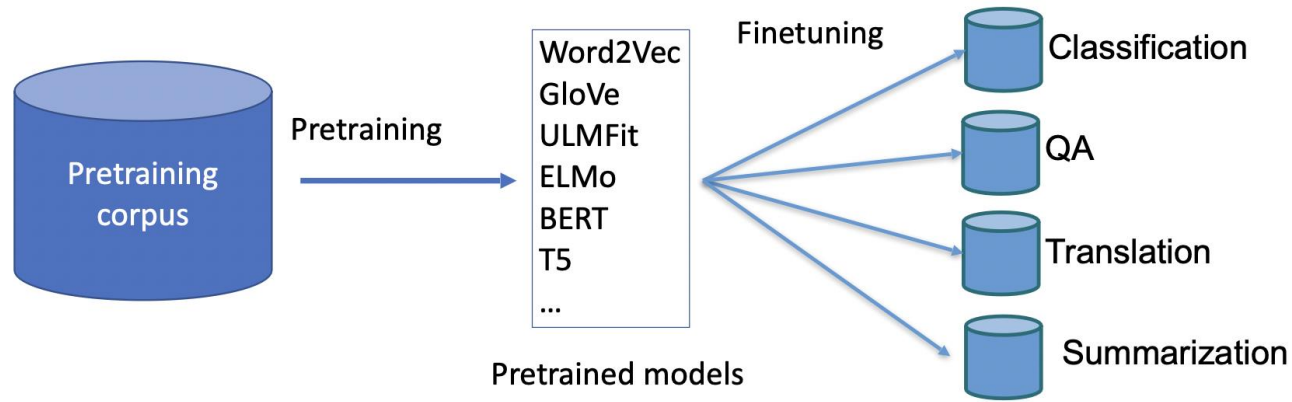 Pretraining
corpus
Pretraining
Word2Vec
GloVe
ULMFit
ELMo
BERT
T5
...
Pretrained models
Finetuning
Classification
QA
Translation
Summarization